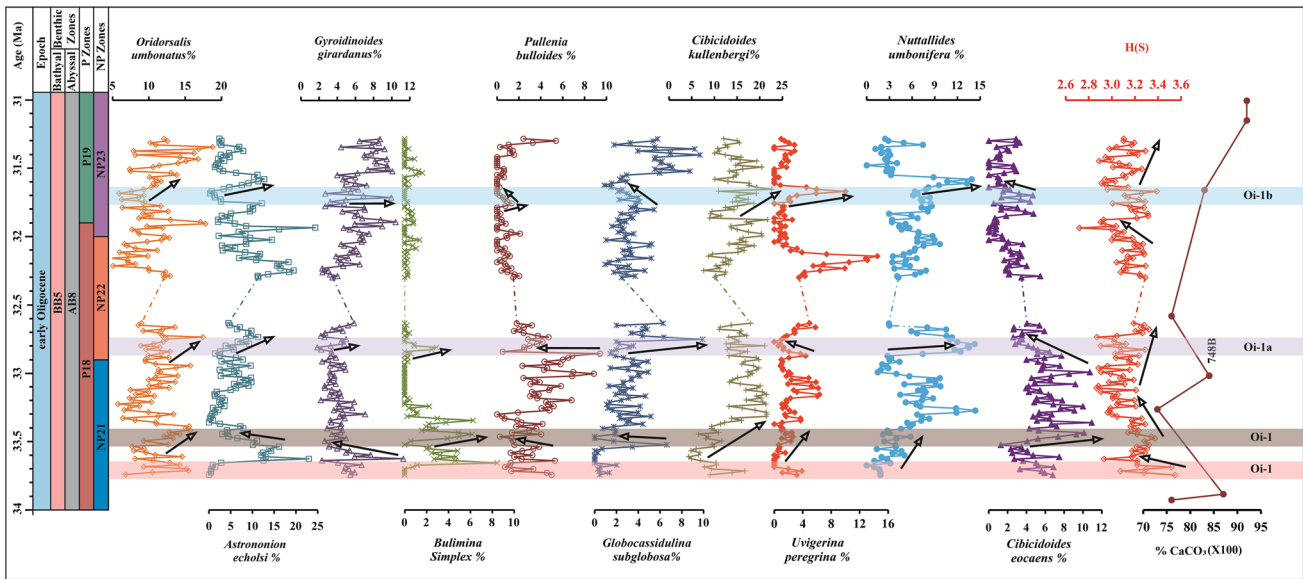 Age (Ma)
Epoch
Bathyal Benthic
Abyssal Zones
P Zones
NP Zones
Oridorsalis
umbonatus%
Gyroidinoides
girardanus%
Pullenia
bulloides %
Cibicidoides
kullenbergi%
Nuttallides
umbonifera %
H(S)
5 10 15 20
0 2 4 6 8 10 12
0 2 4 6 8 10
0 5 10 15 20 25
0 3 6 9 12 15
2.6 2.8 3.0 3.2 3.4 3.6
31
31.5
32
32.5
33
33.5
34
early Oligocene
BB5
AB8
P19
P18
NP23
NP22
NP21
Oi-1b
Oi-1a
748B
Oi-1
Oi-1
0 5 10 15 20 25
0 2 4 6 8 10
0 2 4 6 8 10
0 4 8 12 16
0 2 4 6 8 10 12
70 75 80 85 90 95
Astrononion
echolsi %
Bulimina
Simplex %
Globocassidulina
subglobosa%
Uvigerina
peregrina %
Cibicidoides
eocaens %
% CaCO₃(X100)